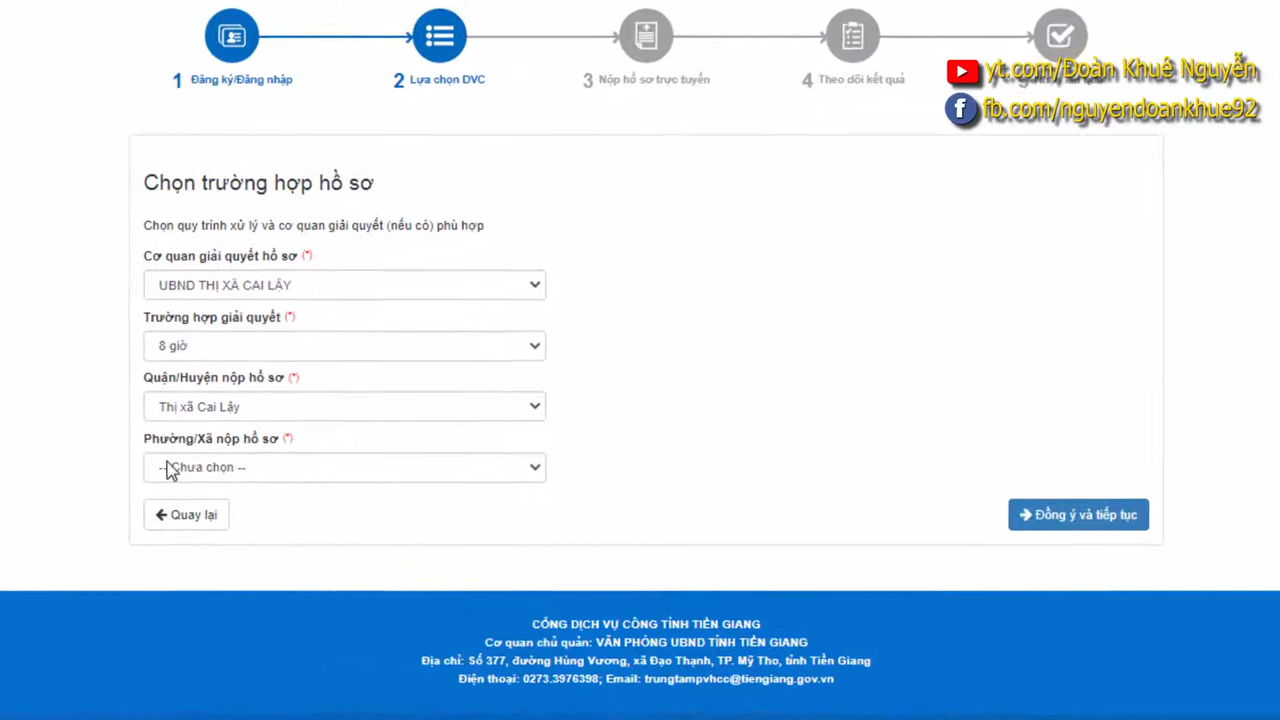 1 Đăng ký/Đăng nhập
2 Lựa chọn DVC
3 Nộp hồ sơ trực tuyến
4 Theo dõi kết quả
yt.com/Đoàn Khuê Nguyễn
fb.com/nguyendoankhue92
Chọn trường hợp hồ sơ
Chọn quy trình xử lý và cơ quan giải quyết (nếu có) phù hợp
Cơ quan giải quyết hồ sơ (*)
UBND THỊ XÃ CAI LẬY
Trường hợp giải quyết (*)
8 giờ
Quận/Huyện nộp hồ sơ (*)
Thị xã Cai Lậy
Phường/Xã nộp hồ sơ (*)
-- Chưa chọn --
Quay lại
Đồng ý và tiếp tục
CỔNG DỊCH VỤ CÔNG TỈNH TIỀN GIANG
Cơ quan chủ quản: VĂN PHÒNG UBND TỈNH TIỀN GIANG
Địa chỉ: Số 377, đường Hùng Vương, xã Đạo Thạnh, TP. Mỹ Tho, tỉnh Tiền Giang
Điện thoại: 0273.3976398; Email: trungtampvhcc@tiengiang.gov.vn